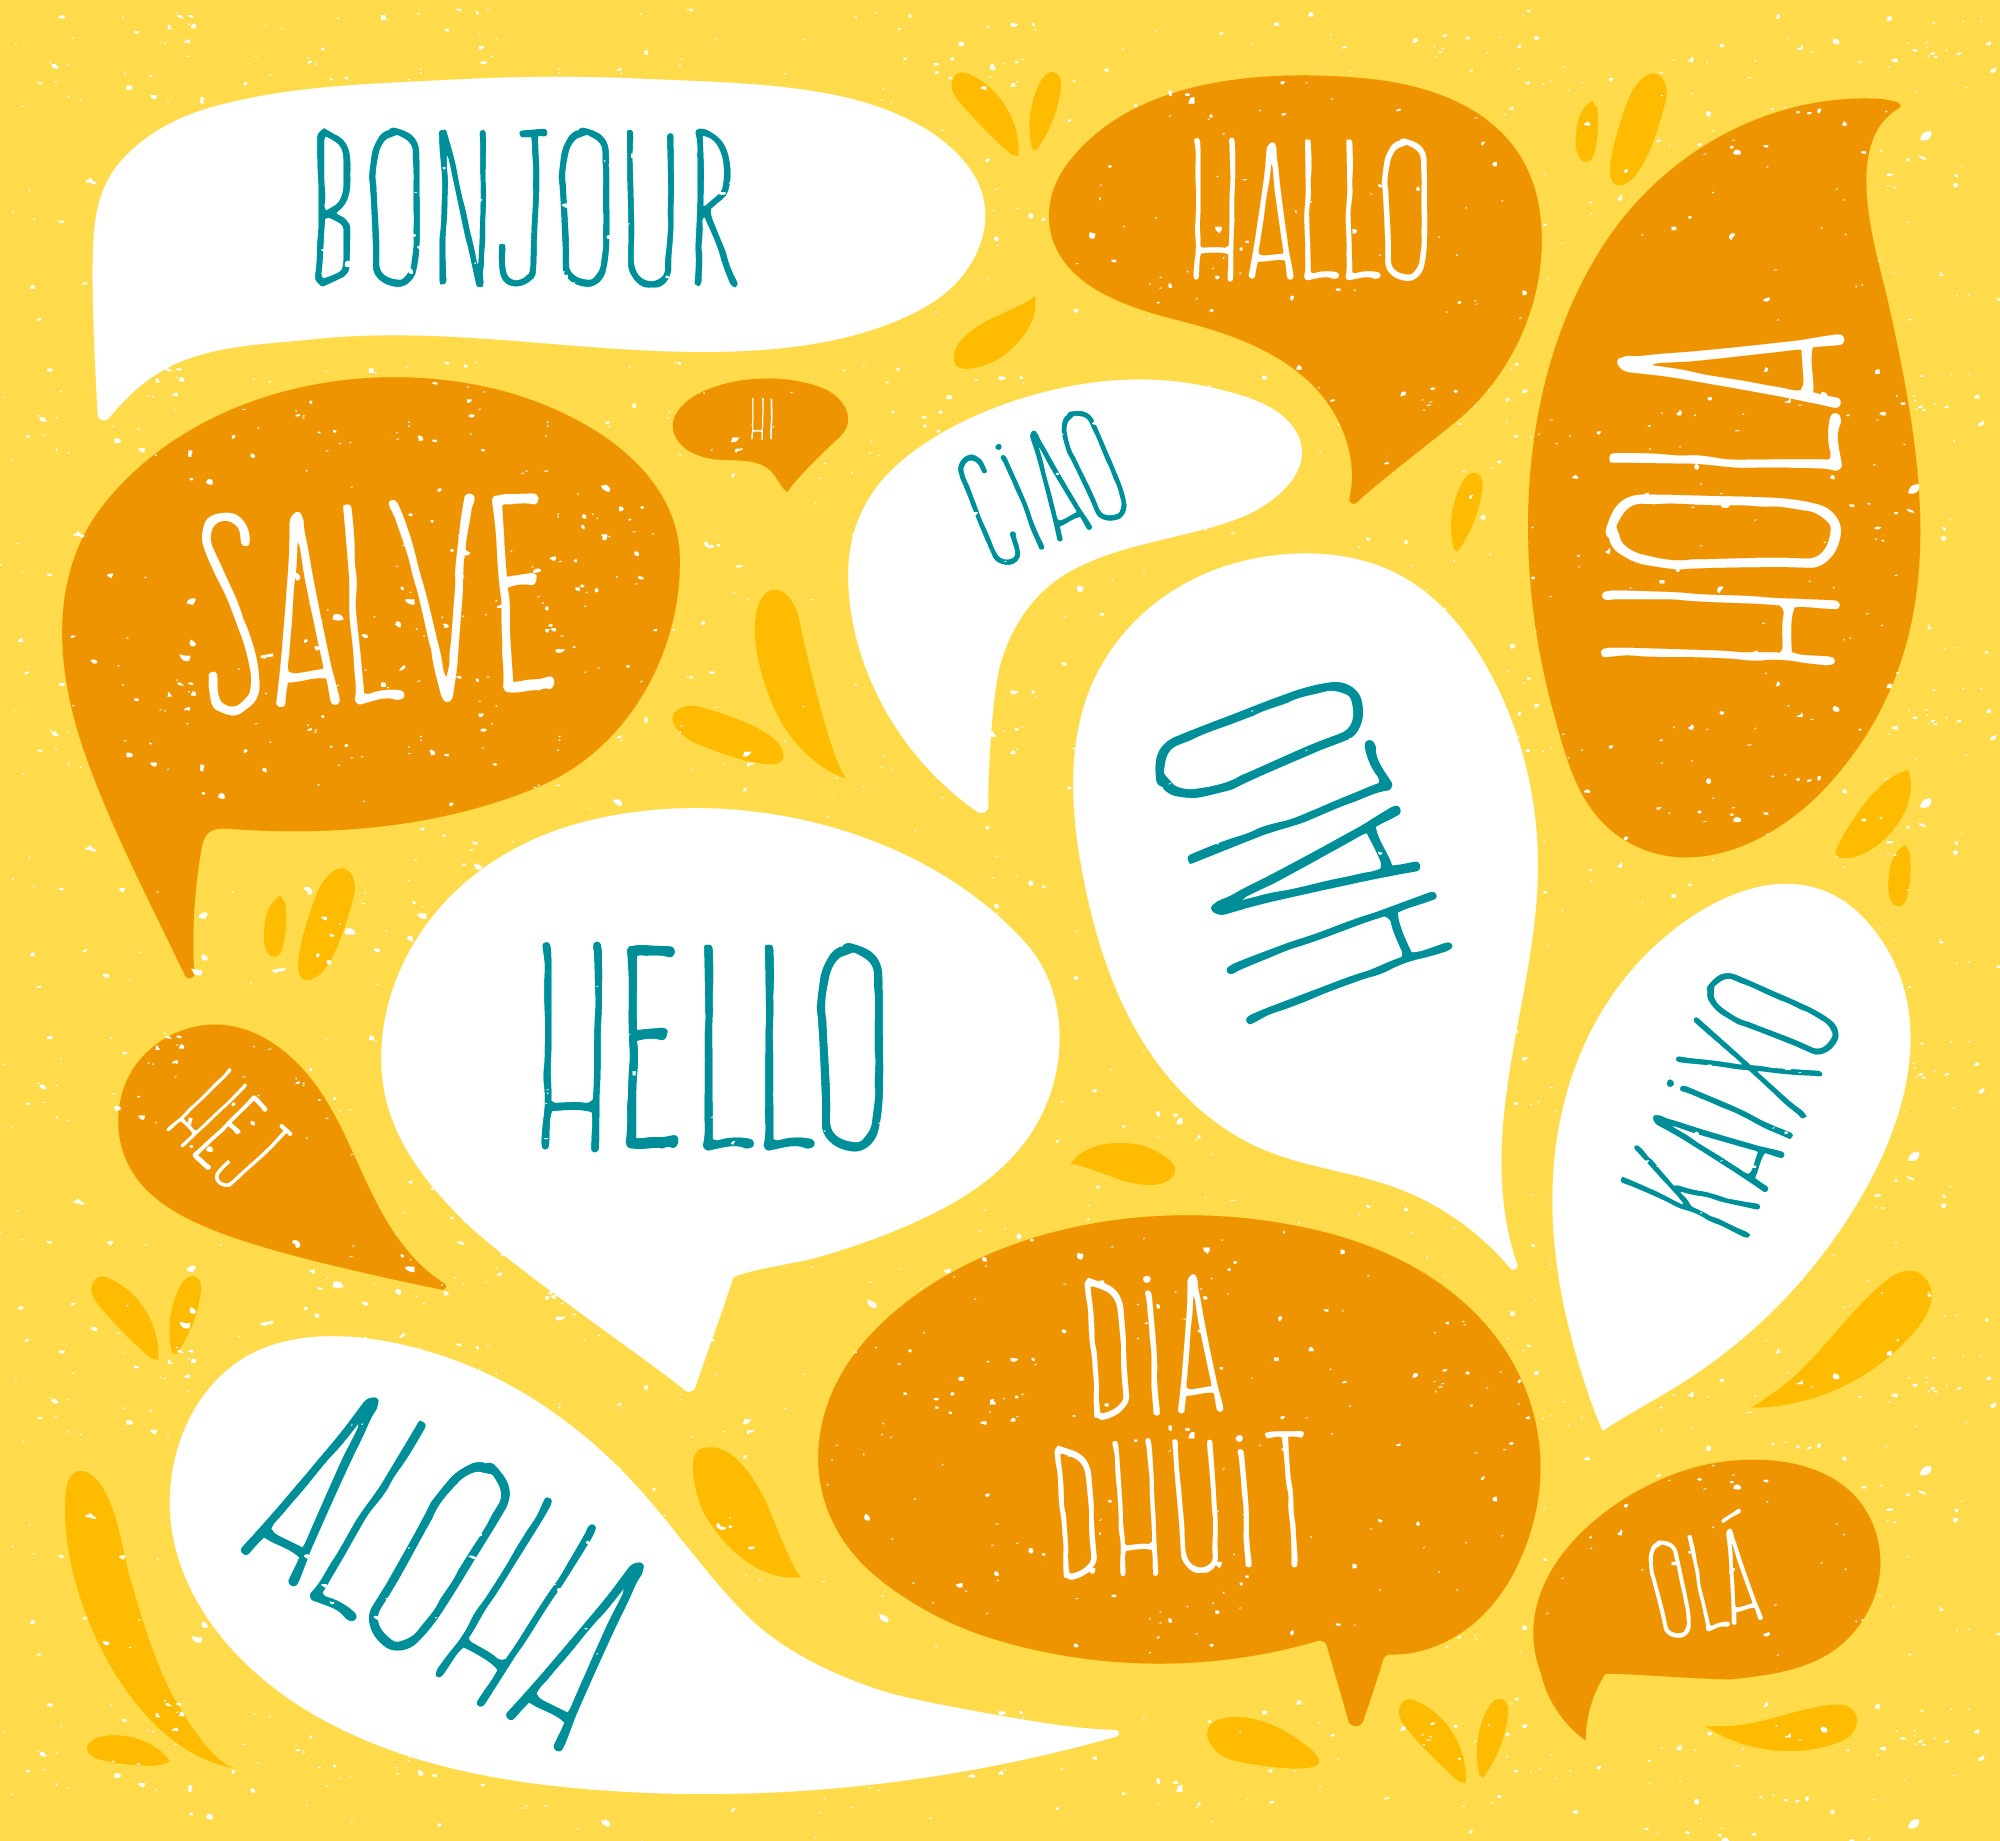 BONJOUR
HALLO
HOLA
HI
CIAO
SALVE
HALO
HELLO
KAIXO
HEJ
DIA
DHUIT
ALOHA
OLÁ